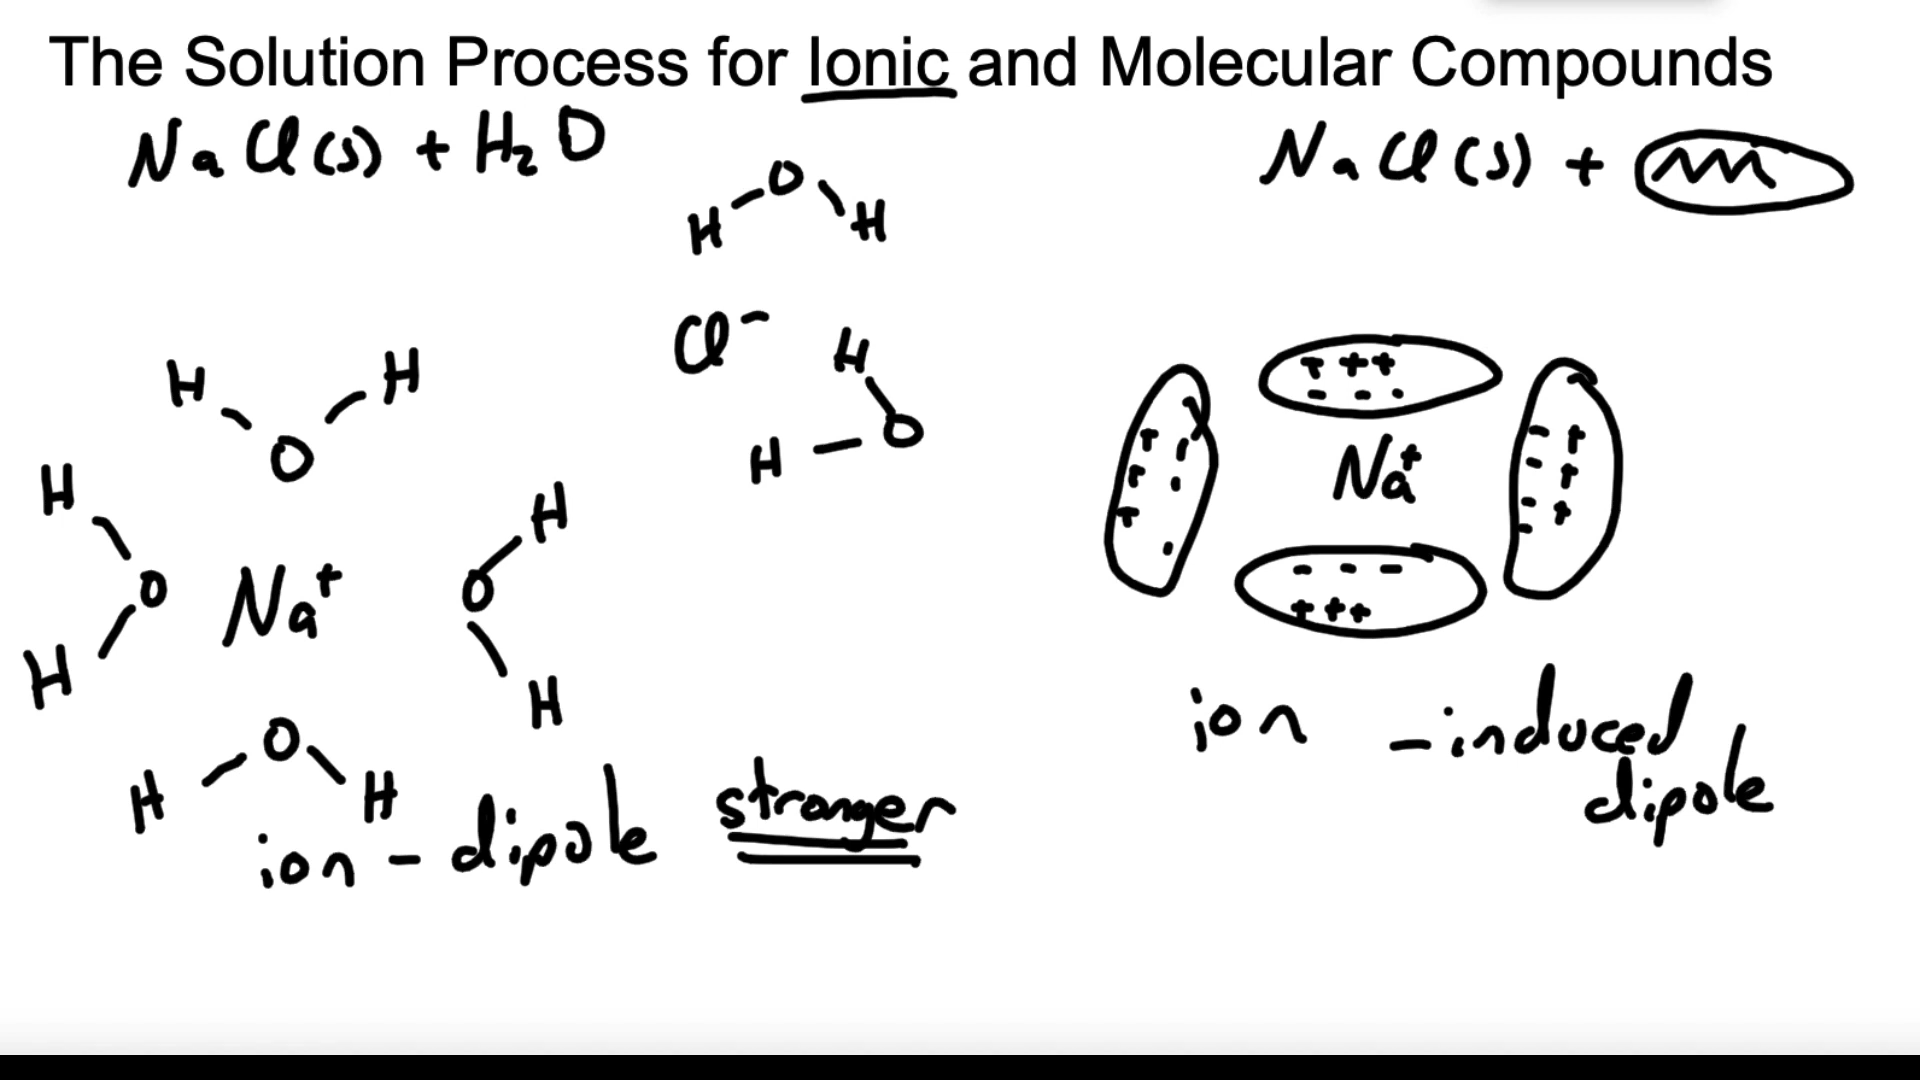 The Solution Process for Ionic and Molecular Compounds
NaCl(s) + H₂O
NaCl(s) +
H O H
Cl⁻
H O H
H O H
H O H
Na⁺
H O H
H O H
ion - dipole stronger
+ + +
- - -
+ + +
- - -
Na⁺
- - - -
+ + +
- - -
+ + +
ion - induced
dipole